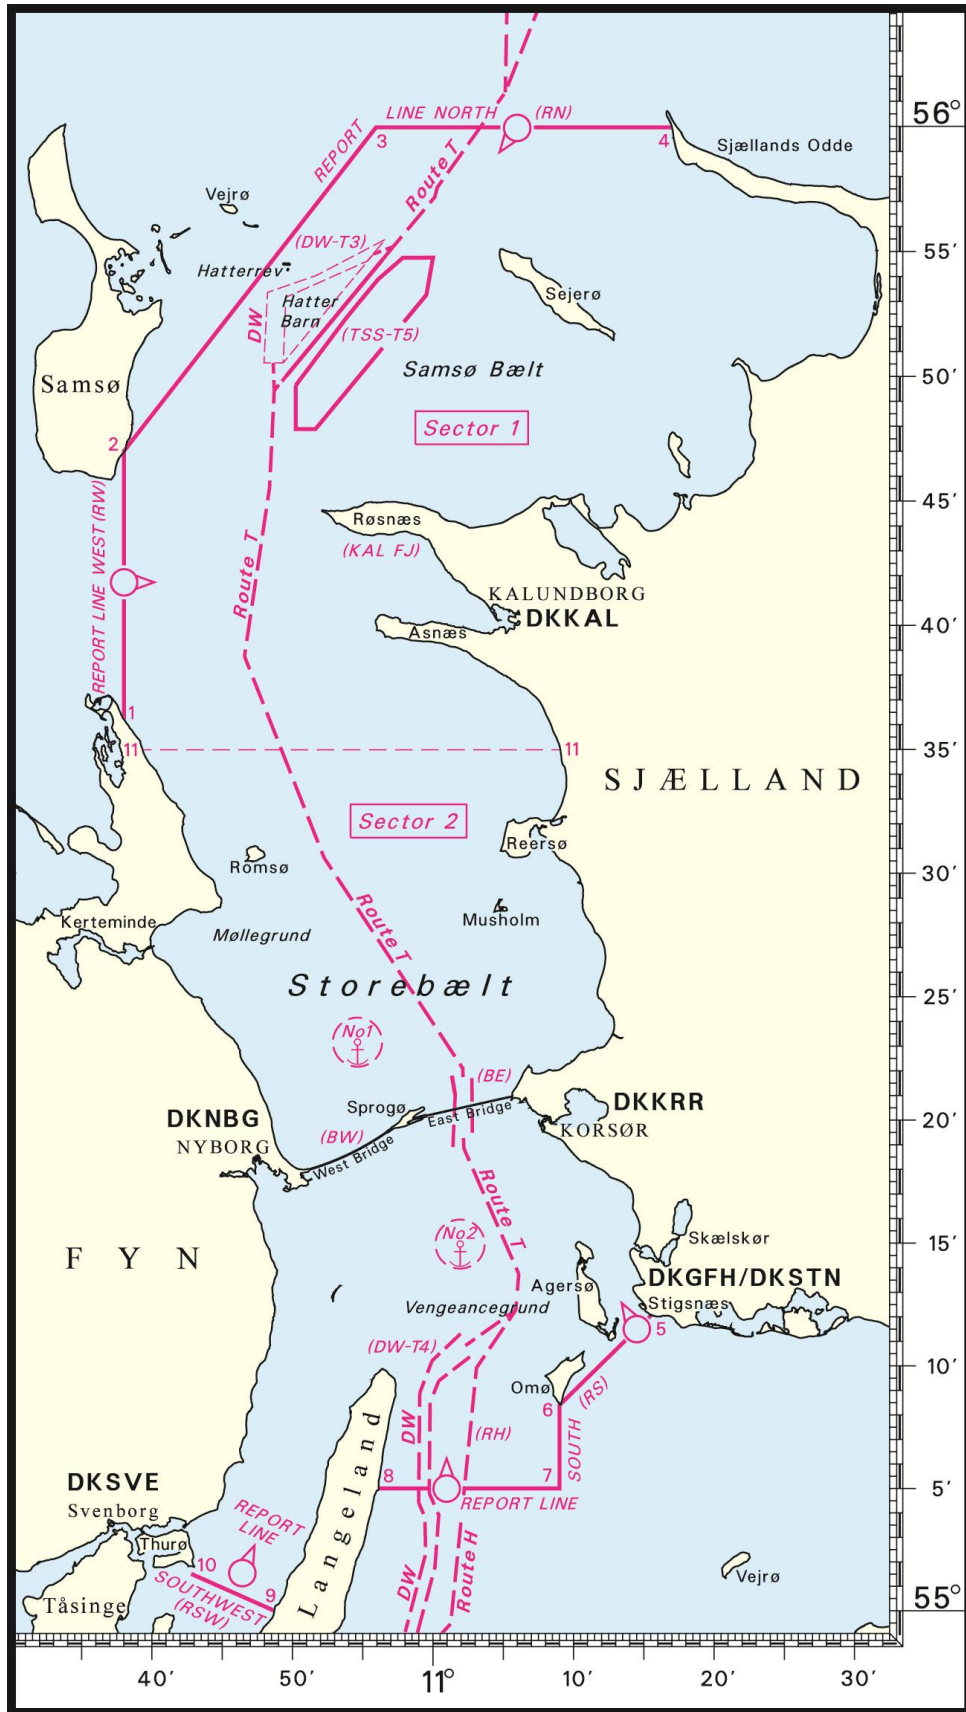 56°
LINE NORTH
(RN)
REPORT
3
4
Sjællands Odde
Route T
Vejrø
(DW-T3)
Hatterrev
55'
Sejerø
Hatter
Barn
DW
(TSS-T5)
Samsø Bælt
50'
Samsø
Sector 1
2
45'
Røsnæs
(KAL FJ)
REPORT LINE WEST (RW)
Route T
KALUNDBORG
DKKAL
Asnæs
40'
1
11
11
35'
SJÆLLAND
Sector 2
Reersø
Romsø
30'
Route T
Musholm
Kerteminde
Møllegrund
Storebælt
25'
No1
(BE)
Sprogø
East Bridge
DKKRR
KORSØR
20'
DKNBG
NYBORG
(BW)
West Bridge
Route T
No2
Skælskør
15'
FYN
DKGFH/DKSTN
Agersø
Stigsnæs
5
Vengeancegrund
(DW-T4)
10'
Omø
6
(RS)
SOUTH
DW
(RH)
Langeland
8
7
5'
REPORT LINE
DKSVE
Svenborg
REPORT
LINE
Thurø
10
9
SOUTHWEST
(RSW)
DW
Route H
Vejrø
Tåsinge
55°
40'
50'
11°
10'
20'
30'